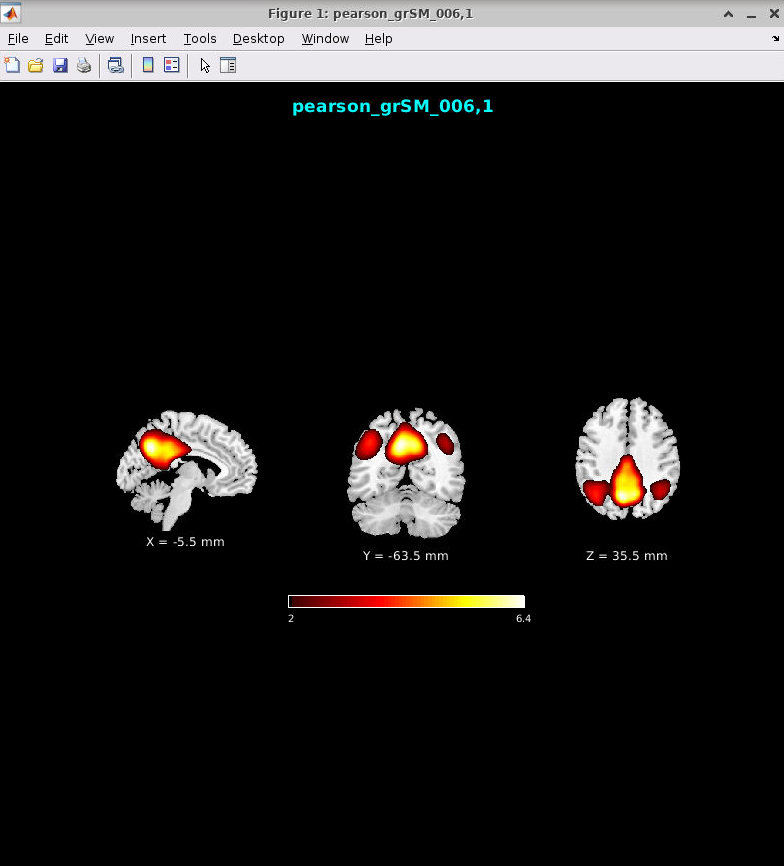 Figure 1: pearson_grSM_006,1
File Edit View Insert Tools Desktop Window Help
pearson_grSM_006,1
X = -5.5 mm
Y = -63.5 mm
Z = 35.5 mm
2
6.4